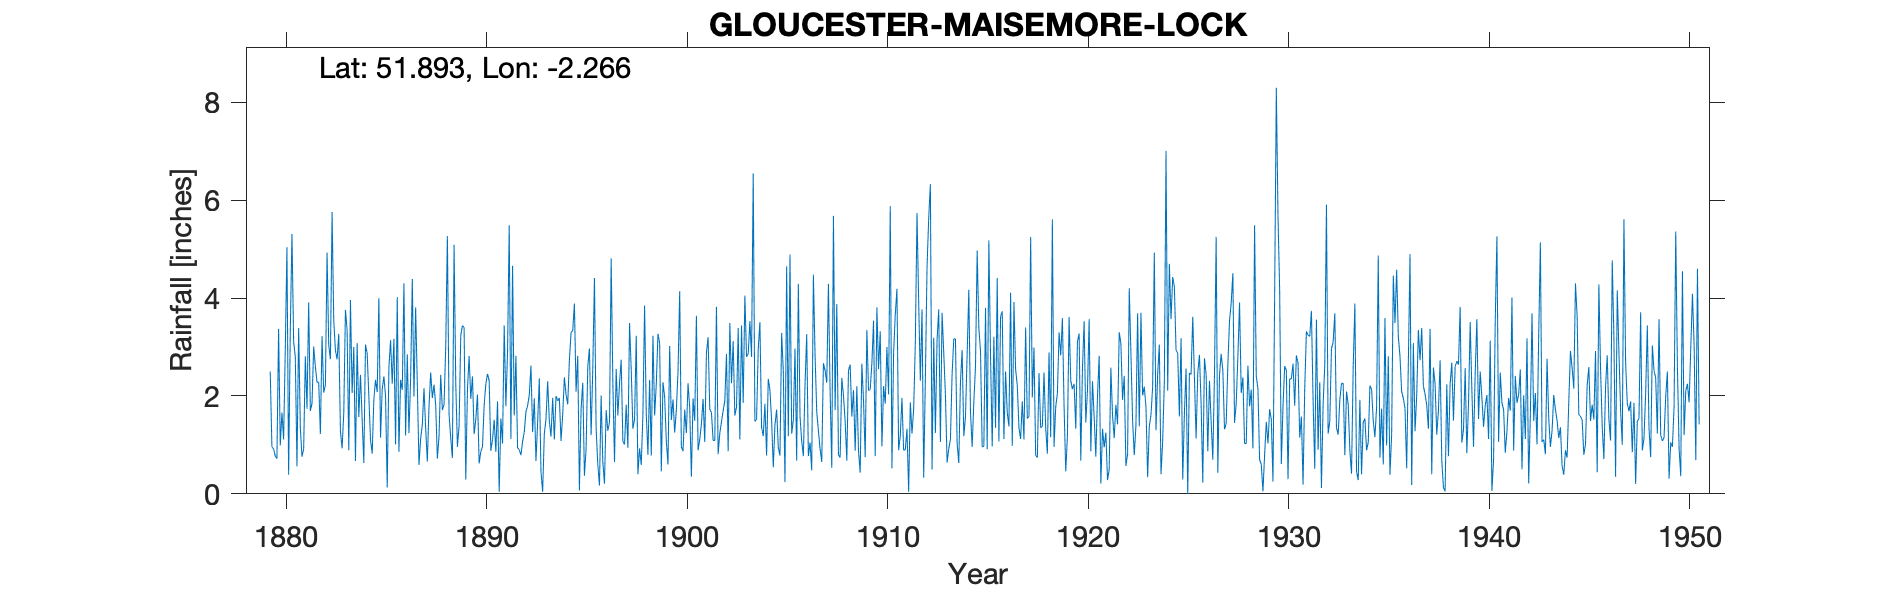 GLOUCESTER-MAISEMORE-LOCK
Lat: 51.893, Lon: -2.266
Rainfall [inches]
8
6
4
2
0
1880 1890 1900 1910 1920 1930 1940 1950
Year